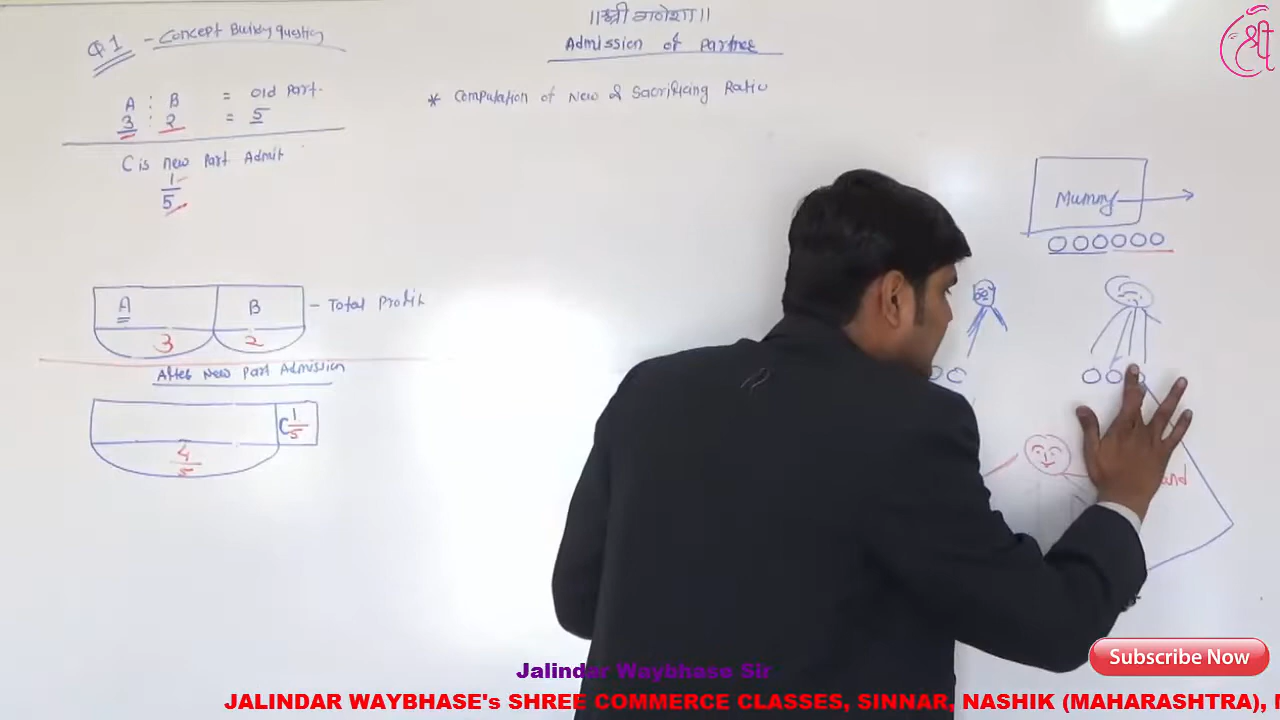 ||श्री गणेशा||
Admission of Partner
श्री
Q.1 - Concept Building question
A : B = old Part.
3 : 2 = 5
* Computation of New & Sacrificing Ratio
C is new Part Admit
1/5
Mummy
A B - Total Profit
3 2
After New Part Admission
C 1/5
4/5
Subscribe Now
Jalindar Waybhase Sir
JALINDAR WAYBHASE's SHREE COMMERCE CLASSES, SINNAR, NASHIK (MAHARASHTRA),